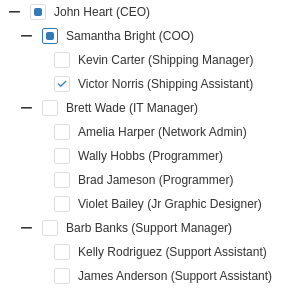 John Heart (CEO)
Samantha Bright (COO)
Kevin Carter (Shipping Manager)
Victor Norris (Shipping Assistant)
Brett Wade (IT Manager)
Amelia Harper (Network Admin)
Wally Hobbs (Programmer)
Brad Jameson (Programmer)
Violet Bailey (Jr Graphic Designer)
Barb Banks (Support Manager)
Kelly Rodriguez (Support Assistant)
James Anderson (Support Assistant)